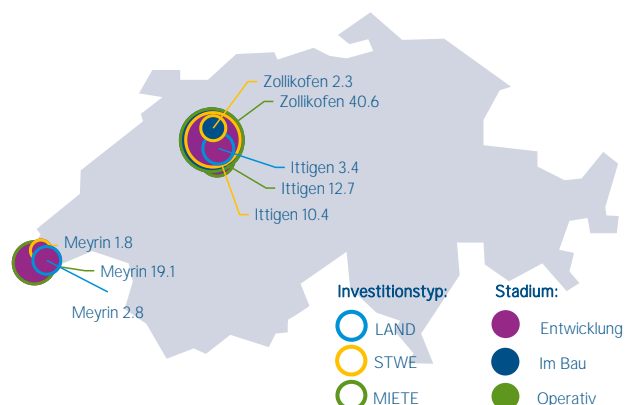 Zollikofen 2.3
Zollikofen 40.6
Ittigen 3.4
Ittigen 12.7
Ittigen 10.4
Meyrin 1.8
Meyrin 19.1
Meyrin 2.8
Investitionstyp:
LAND
STWE
MIETE
Stadium:
Entwicklung
Im Bau
Operativ